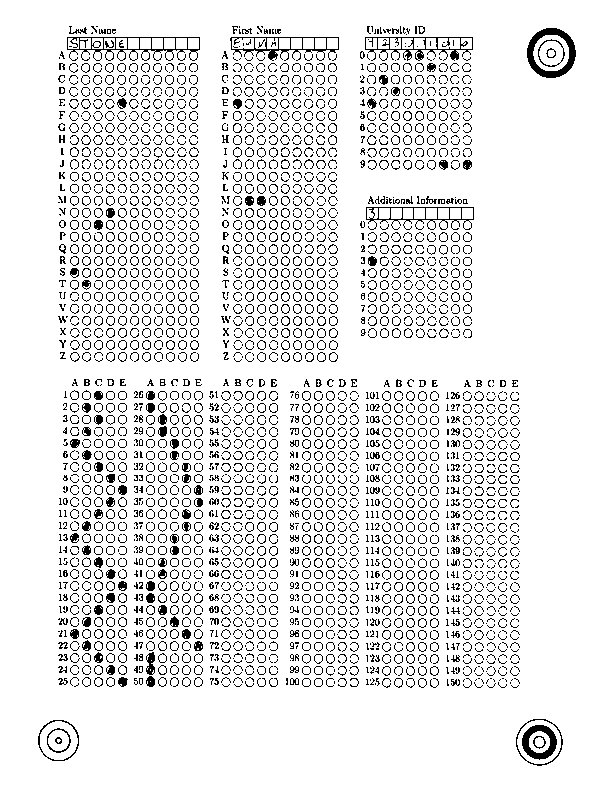 Last Name First Name University ID
STONE
A A 0
B B 1
C C 2
D D 3
E E 4
F F 5
G G 6
H H 7
I I 8
J J 9
K K
L L
M M Additional Information
N N 3
O O 0
P P 1
Q Q 2
R R 3
S S 4
T T 5
U U 6
V V 7
W W 8
X X 9
Y Y
Z Z
A B C D E A B C D E A B C D E A B C D E A B C D E A B C D E
1 26 51 76 101 126
2 27 52 77 102 127
3 28 53 78 103 128
4 29 54 79 104 129
5 30 55 80 105 130
6 31 56 81 106 131
7 32 57 82 107 132
8 33 58 83 108 133
9 34 59 84 109 134
10 35 60 85 110 135
11 36 61 86 111 136
12 37 62 87 112 137
13 38 63 88 113 138
14 39 64 89 114 139
15 40 65 90 115 140
16 41 66 91 116 141
17 42 67 92 117 142
18 43 68 93 118 143
19 44 69 94 119 144
20 45 70 95 120 145
21 46 71 96 121 146
22 47 72 97 122 147
23 48 73 98 123 148
24 49 74 99 124 149
25 50 75 100 125 150